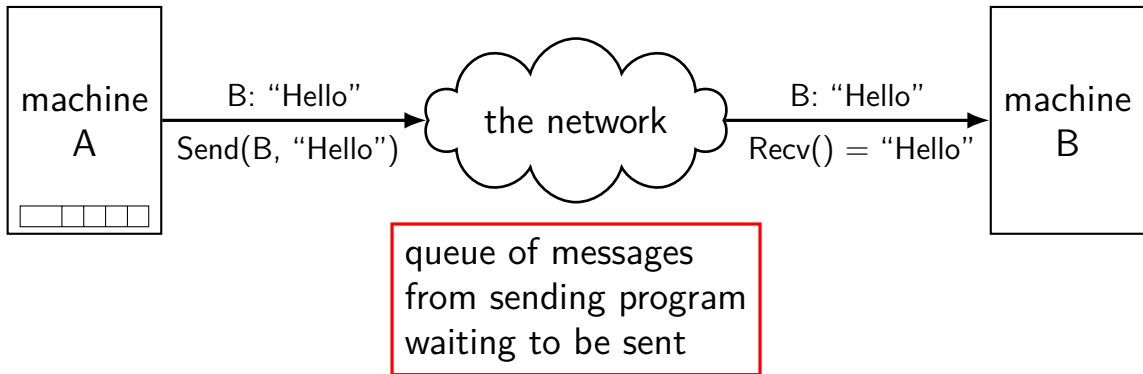 machine
A
B: “Hello”
Send(B, “Hello”)
the network
B: “Hello”
Recv() = “Hello”
machine
B
queue of messages
from sending program
waiting to be sent